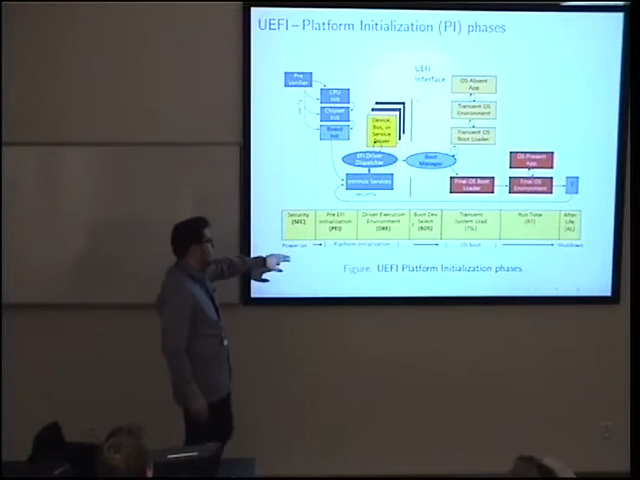 UEFI – Platform Initialization (PI) phases
UEFI
Interface
Pre
Verifier
CPU
Init
Chipset
Init
Board
Init
Device,
Bus, or
Service
Driver
EFI Driver
Dispatcher
Intrinsic Services
security
Boot
Manager
OS-Absent
App
Transient OS
Environment
Transient OS
Boot Loader
OS-Present
App
Final OS Boot
Loader
Final OS
Environment
?
Security
(SEC)
Pre EFI
Initialization
(PEI)
Driver Execution
Environment
(DXE)
Boot Dev
Select
(BDS)
Transient
System Load
(TSL)
Run Time
(RT)
After
Life
(AL)
Power on
Platform initialization
OS Boot
Shutdown
Figure: UEFI Platform Initialization phases